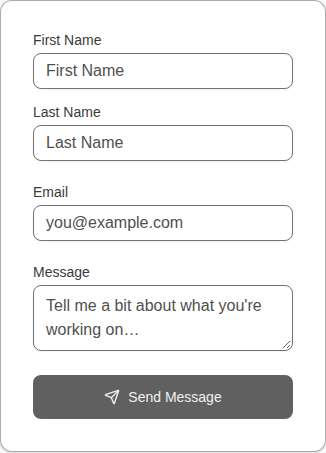 First Name
First Name
Last Name
Last Name
Email
you@example.com
Message
Tell me a bit about what you're
working on…
Send Message